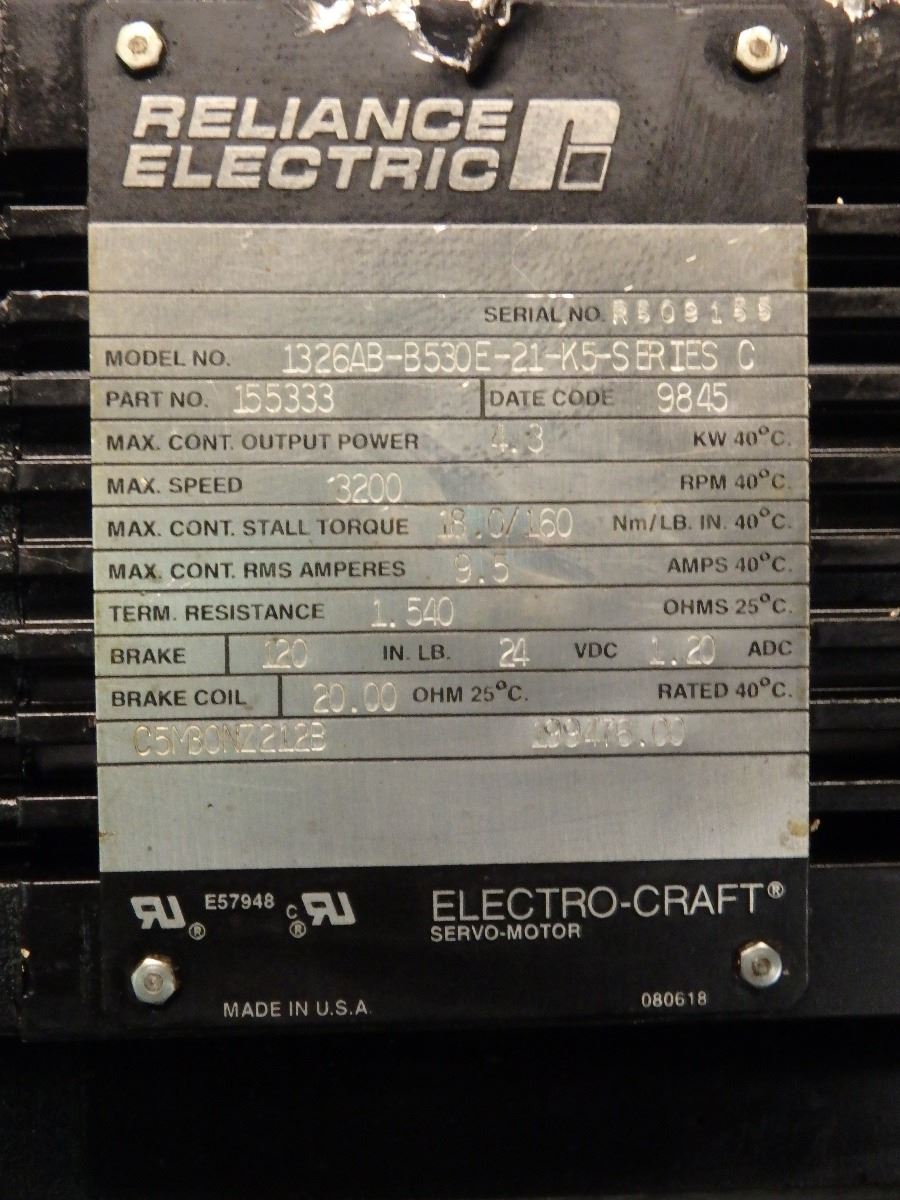 RELIANCE
ELECTRIC
SERIAL NO. R509155
MODEL NO. 1326AB-B530E-21-K5-SERIES C
PART NO. 155333 DATE CODE 9845
MAX. CONT. OUTPUT POWER 4.3 KW 40°C.
MAX. SPEED 3200 RPM 40°C.
MAX. CONT. STALL TORQUE 18.0/160 Nm/LB. IN. 40°C.
MAX. CONT. RMS AMPERES 9.5 AMPS 40°C.
TERM. RESISTANCE 1.540 OHMS 25°C.
BRAKE 120 IN. LB. 24 VDC 1.20 ADC
BRAKE COIL 20.00 OHM 25°C. RATED 40°C.
199476.00
E57948
ELECTRO-CRAFT®
SERVO-MOTOR
MADE IN U.S.A.
080618